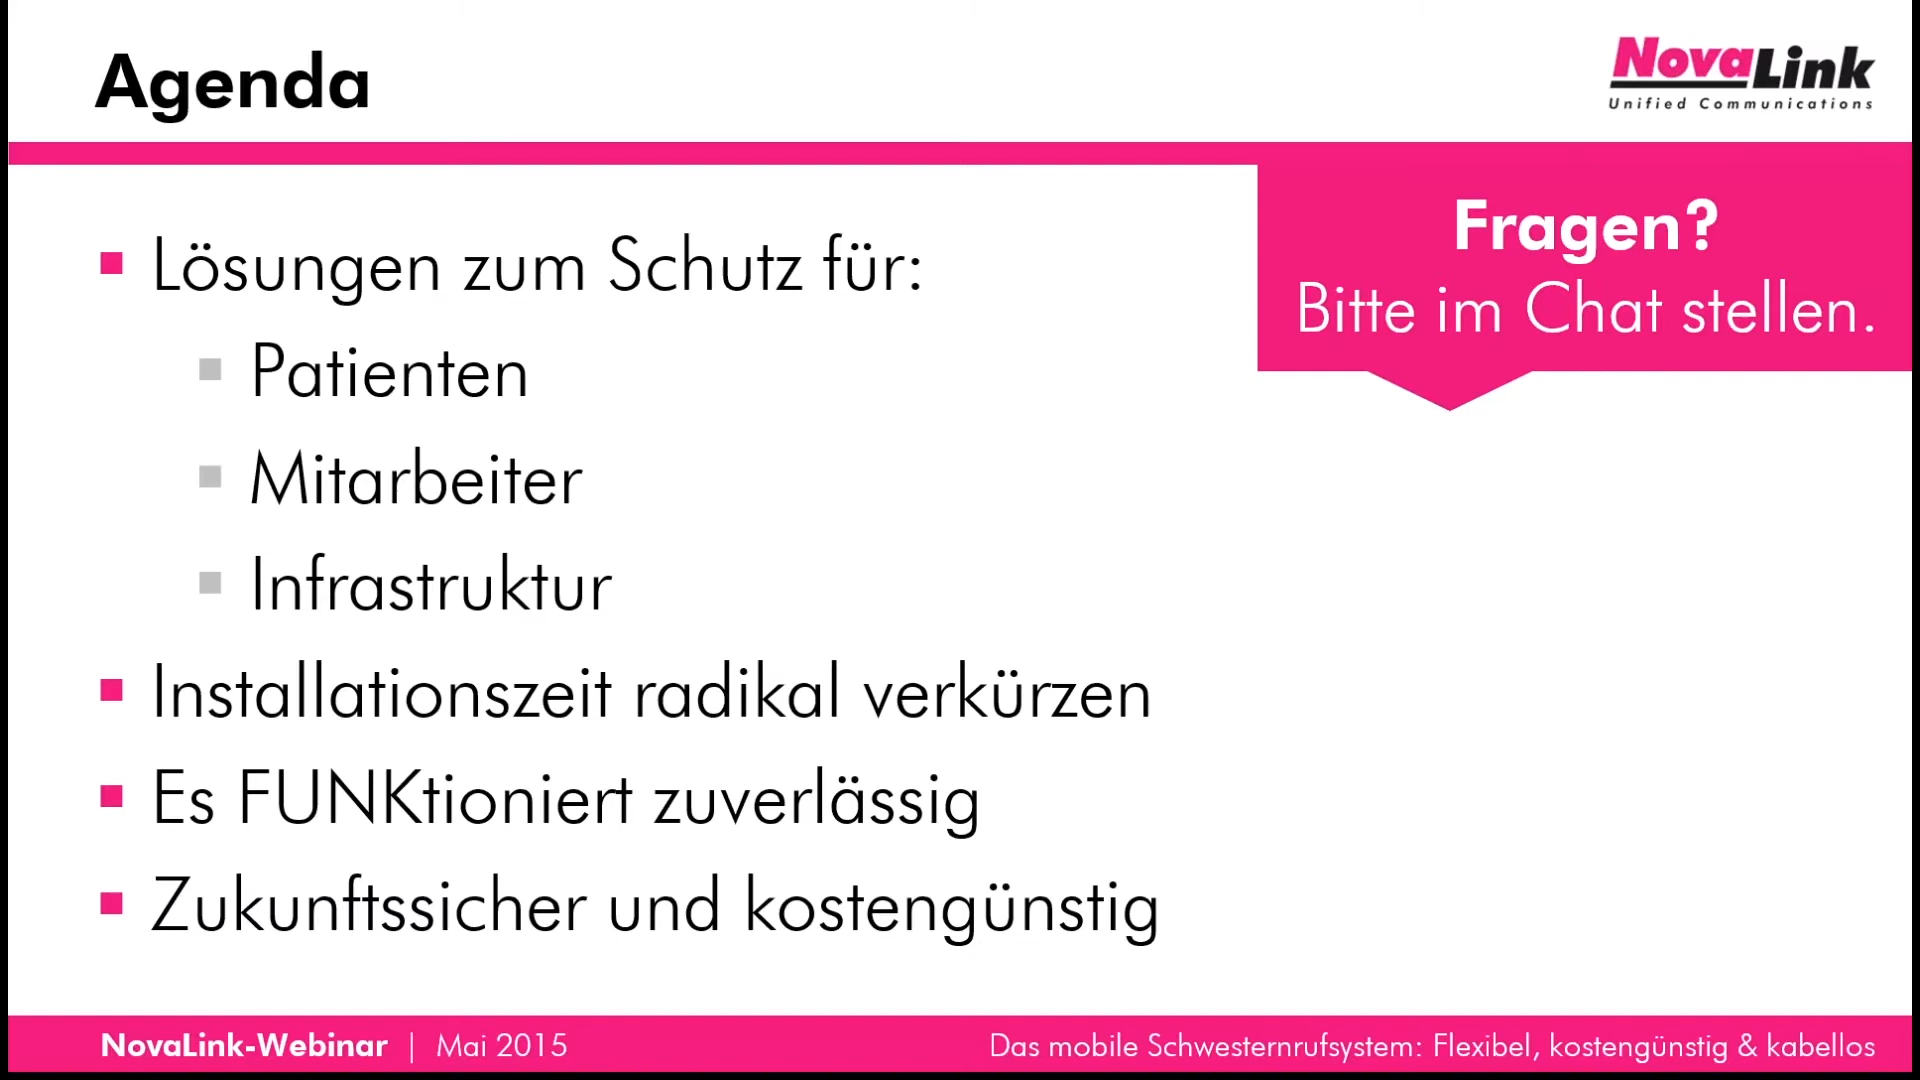 Agenda
NovaLink
Unified Communications
Fragen?
Bitte im Chat stellen.
Lösungen zum Schutz für:
Patienten
Mitarbeiter
Infrastruktur
Installationszeit radikal verkürzen
Es FUNKtioniert zuverlässig
Zukunftssicher und kostengünstig
NovaLink-Webinar | Mai 2015
Das mobile Schwesternrufsystem: Flexibel, kostengünstig & kabellos